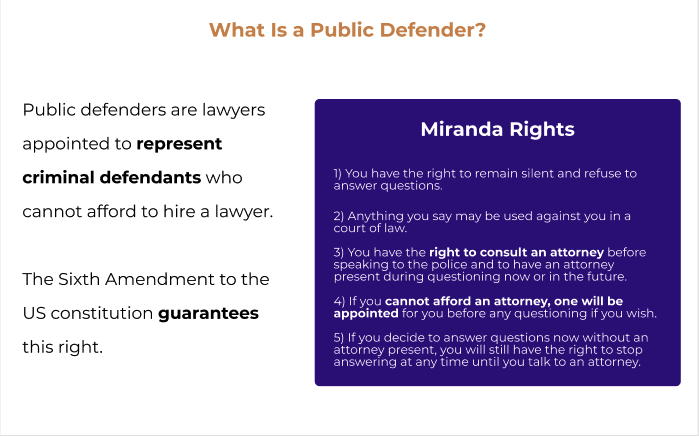 What Is a Public Defender?
Public defenders are lawyers
appointed to represent
criminal defendants who
cannot afford to hire a lawyer.
The Sixth Amendment to the
US constitution guarantees
this right.
Miranda Rights
1) You have the right to remain silent and refuse to
answer questions.
2) Anything you say may be used against you in a
court of law.
3) You have the right to consult an attorney before
speaking to the police and to have an attorney
present during questioning now or in the future.
4) If you cannot afford an attorney, one will be
appointed for you before any questioning if you wish.
5) If you decide to answer questions now without an
attorney present, you will still have the right to stop
answering at any time until you talk to an attorney.